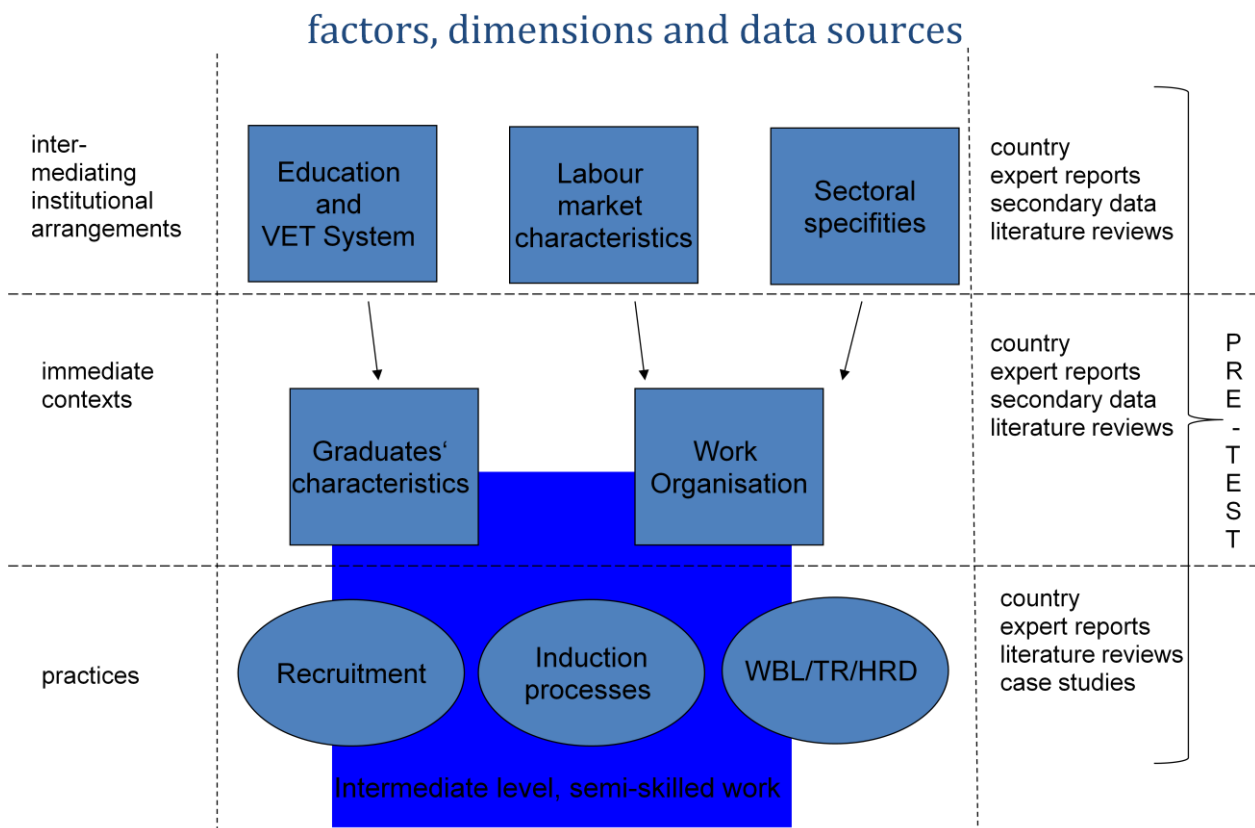 factors, dimensions and data sources
inter-
mediating
institutional
arrangements
Education
and
VET System
Labour
market
characteristics
Sectoral
specifities
country
expert reports
secondary data
literature reviews
immediate
contexts
Graduates‘
characteristics
Work
Organisation
country
expert reports
secondary data
literature reviews
P
R
E
-
T
E
S
T
practices
Recruitment
Induction
processes
WBL/TR/HRD
country
expert reports
literature reviews
case studies
Intermediate level, semi-skilled work